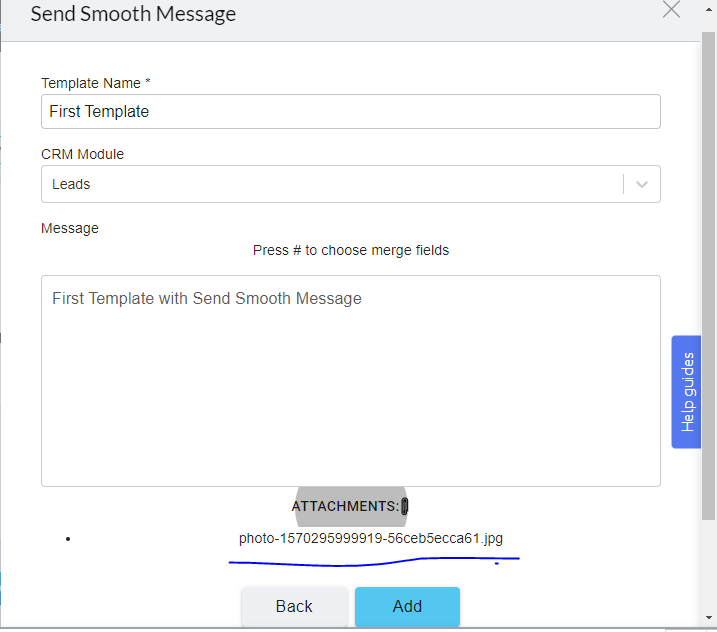 Send Smooth Message
Template Name *
First Template
CRM Module
Leads
Message
Press # to choose merge fields
First Template with Send Smooth Message
Help guides
ATTACHMENTS:
photo-1570295999919-56ceb5ecca61.jpg
Back
Add